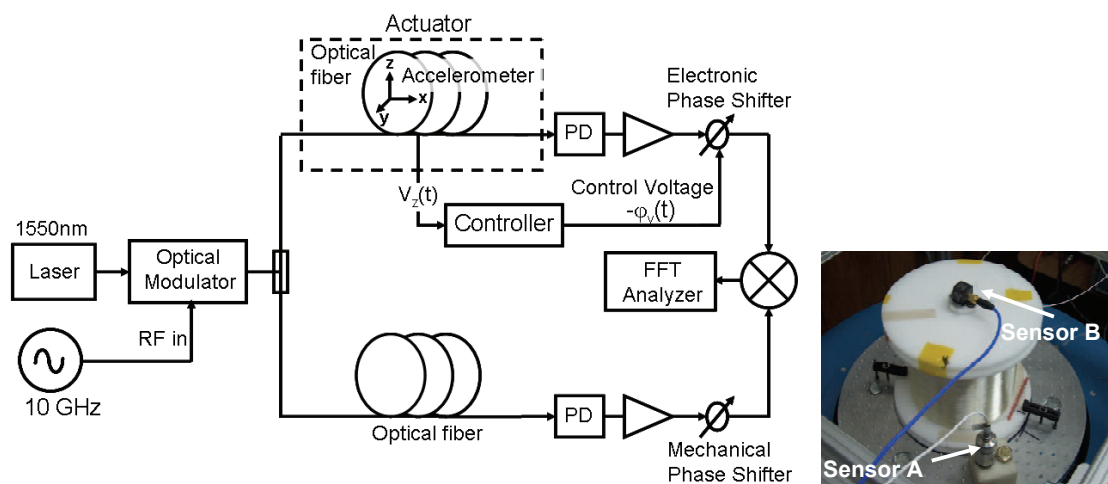 Actuator
Optical
fiber
Accelerometer
z
x
y
PD
Electronic
Phase Shifter
Vz(t)
Controller
Control Voltage
-φv(t)
1550nm
Laser
Optical
Modulator
RF in
10 GHz
FFT
Analyzer
Optical fiber
PD
Mechanical
Phase Shifter
Sensor B
Sensor A